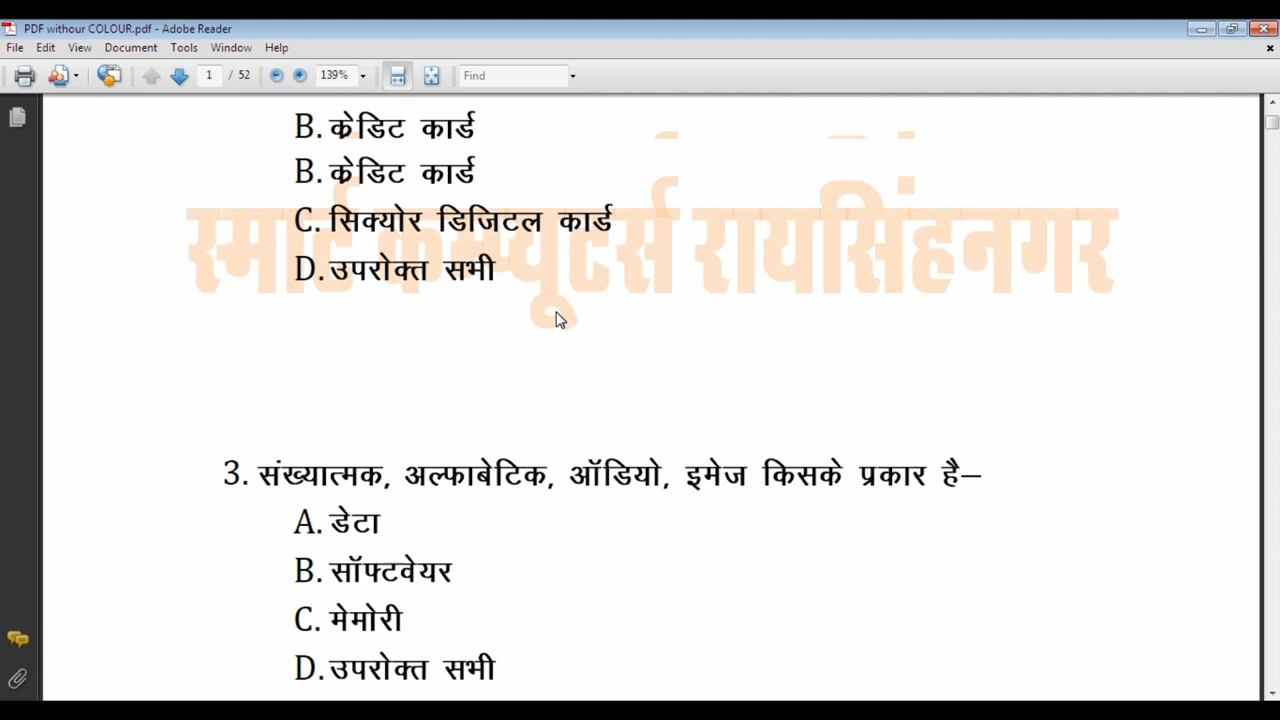 PDF withour COLOUR.pdf - Adobe Reader
File Edit View Document Tools Window Help
1 / 52 139% Find
B. क्रेडिट कार्ड
B. क्रेडिट कार्ड
C. सिक्योर डिजिटल कार्ड
स्मार्ट कम्प्यूटर्स रायसिंहनगर
D. उपरोक्त सभी
3. संख्यात्मक, अल्फाबेटिक, ऑडियो, इमेज किसके प्रकार है–
A. डेटा
B. सॉफ्टवेयर
C. मेमोरी
D. उपरोक्त सभी